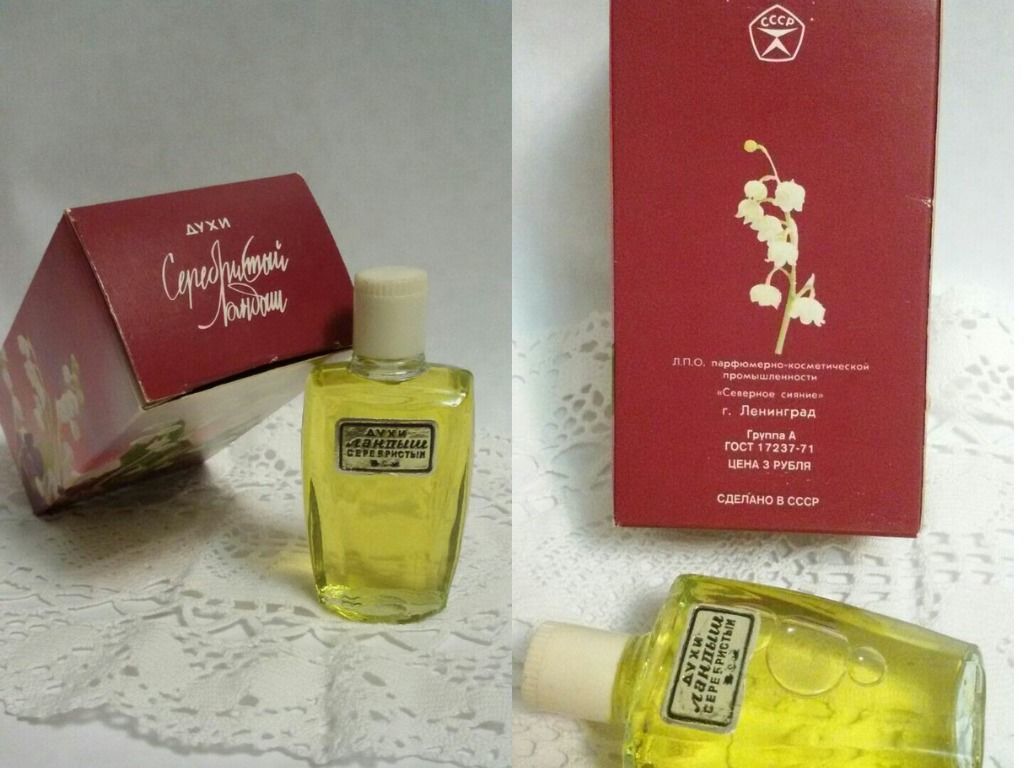 ДУХИ
Серебристый
Ландыш
ДУХИ
Ландыш
СЕРЕБРИСТЫЙ
СССР
Л.П.О. парфюмерно-косметической
промышленности
«Северное сияние»
г. Ленинград
Группа А
ГОСТ 17237-71
ЦЕНА 3 РУБЛЯ
СДЕЛАНО В СССР
ДУХИ
Ландыш
СЕРЕБРИСТЫЙ